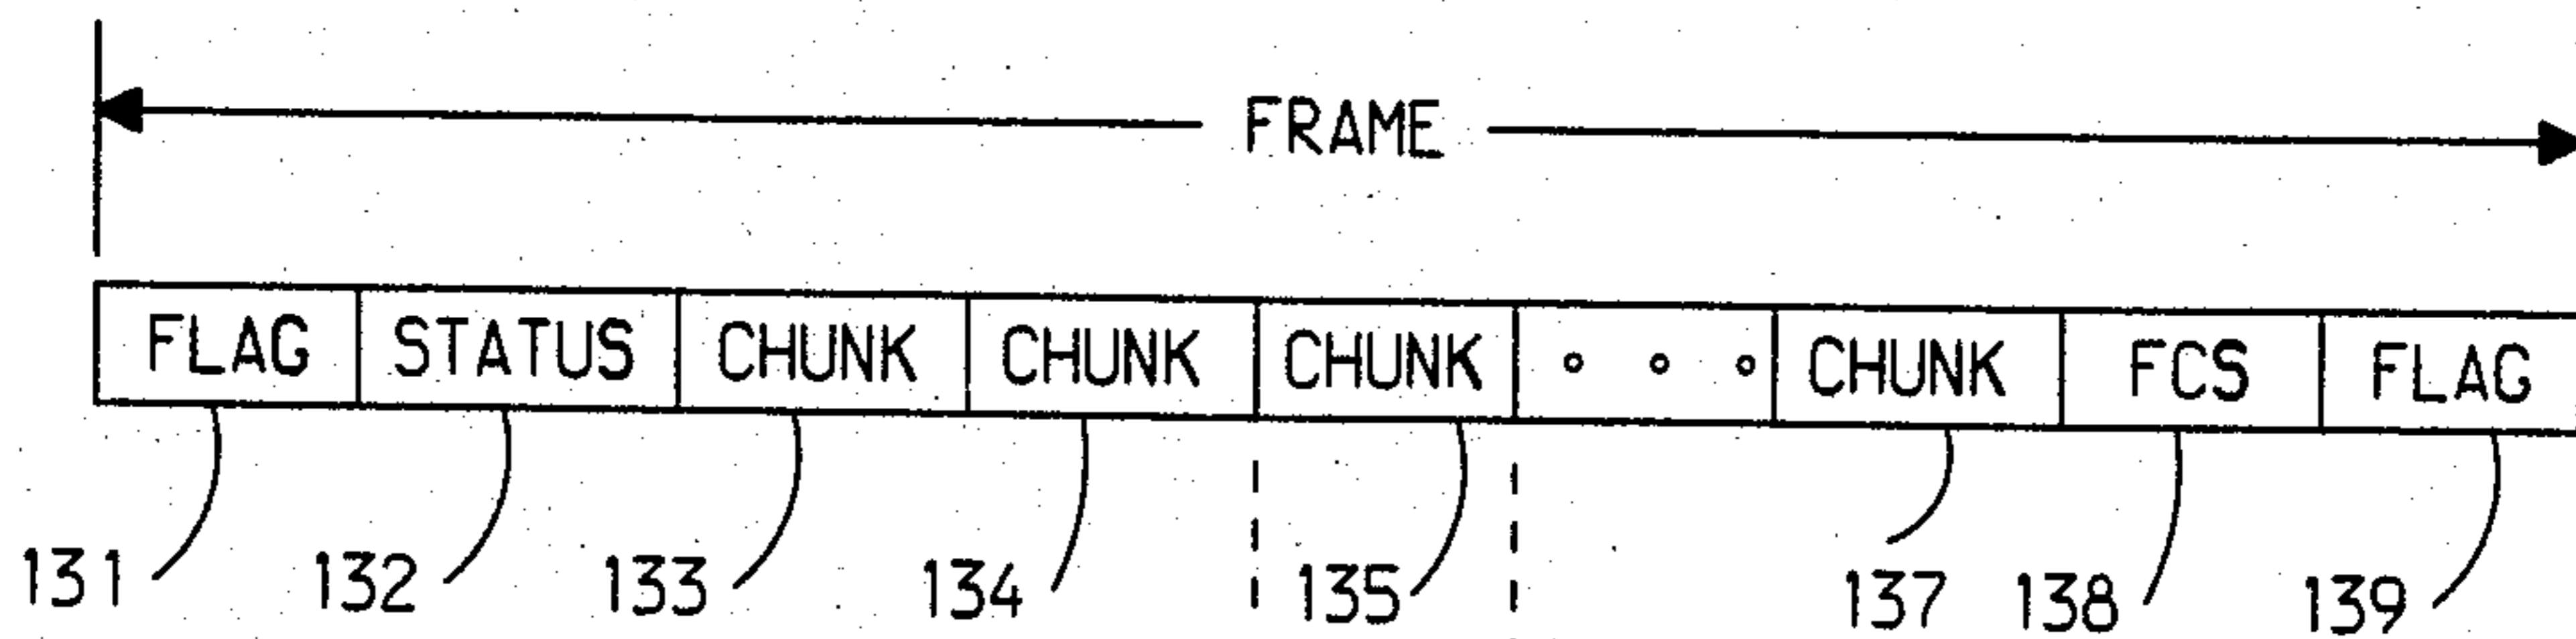 FRAME
FLAG STATUS CHUNK CHUNK CHUNK ∘ ∘ ∘ CHUNK FCS FLAG
131 132 133 134 135 137 138 139